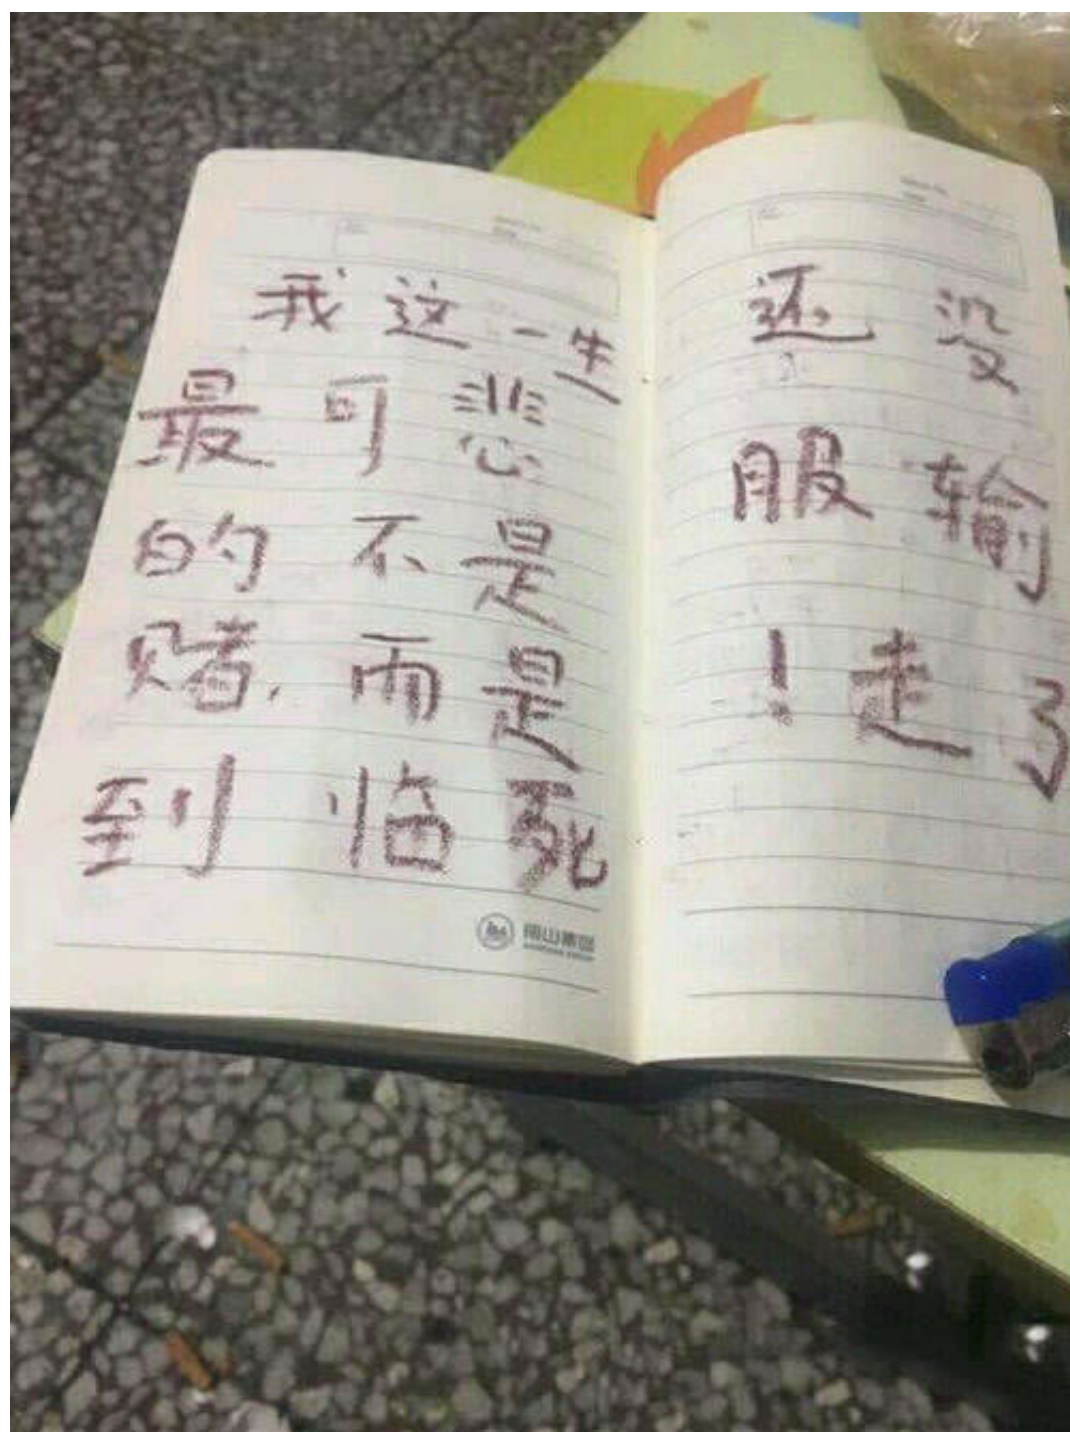 我这一生
最可悲
的不是
赌，而是
到临死
还没
服输
！走了